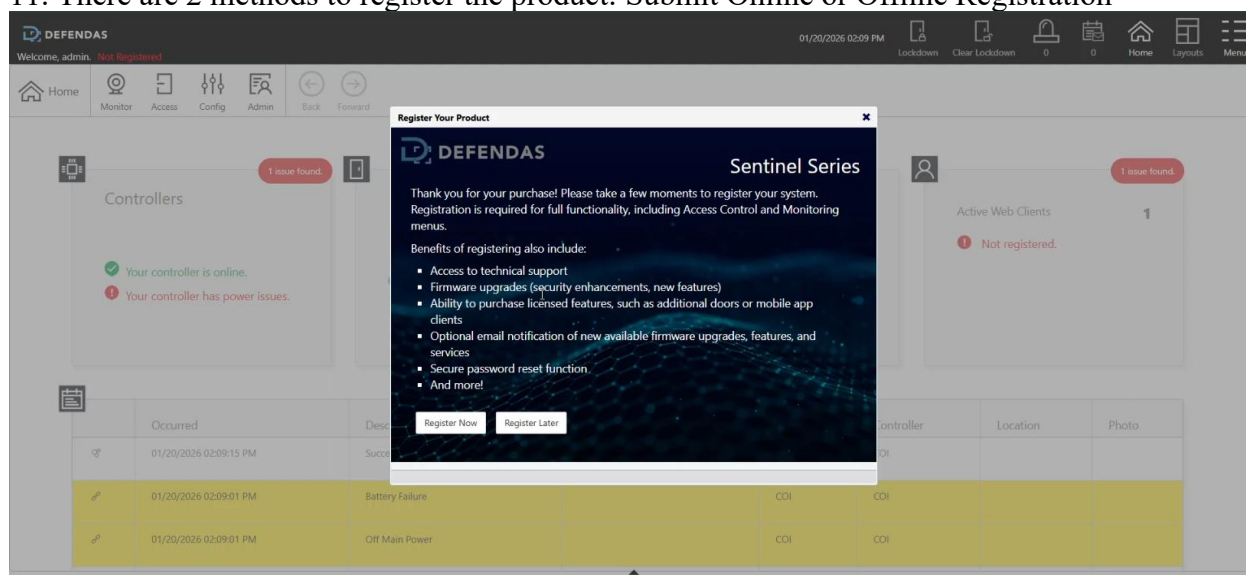 11. There are 2 methods to register the product: Submit Online or Offline Registration
DEFENDAS
01/20/2026 02:09 PM
Lockdown
Clear Lockdown
0
0
Home
Layouts
Menu
Welcome, admin. Not Registered
Home
Monitor
Access
Config
Admin
Back
Forward
Register Your Product
DEFENDAS
Sentinel Series
Thank you for your purchase! Please take a few moments to register your system.
Registration is required for full functionality, including Access Control and Monitoring
menus.
Benefits of registering also include:
▪ Access to technical support
▪ Firmware upgrades (security enhancements, new features)
▪ Ability to purchase licensed features, such as additional doors or mobile app
clients
▪ Optional email notification of new available firmware upgrades, features, and
services
▪ Secure password reset function
▪ And more!
Register Now
Register Later
1 issue found.
Controllers
Your controller is online.
Your controller has power issues.
1 issue found.
Active Web Clients 1
Not registered.
Occurred
Location
Photo
01/20/2026 02:09:15 PM
01/20/2026 02:09:01 PM Battery Failure COI COI
01/20/2026 02:09:01 PM Off Main Power COI COI